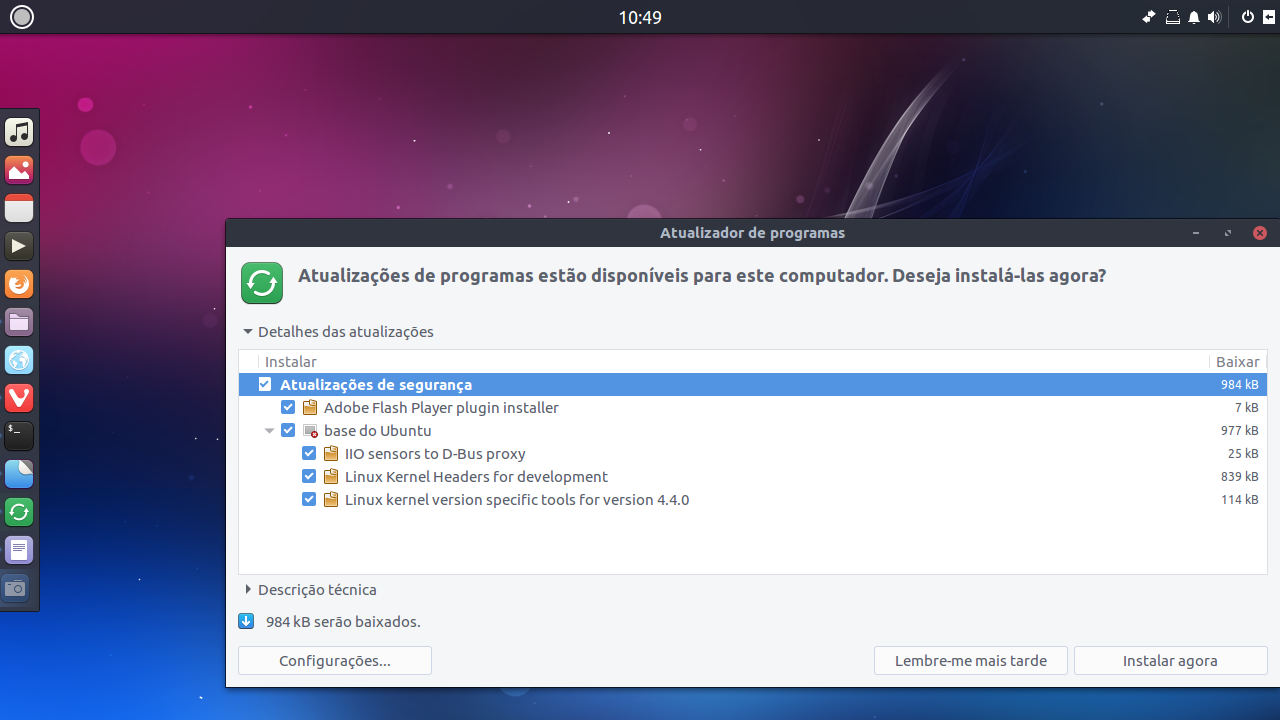 10:49
Atualizador de programas
Atualizações de programas estão disponíveis para este computador. Deseja instalá-las agora?
Detalhes das atualizações
Instalar Baixar
Atualizações de segurança 984 kB
Adobe Flash Player plugin installer 7 kB
base do Ubuntu 977 kB
IIO sensors to D-Bus proxy 25 kB
Linux Kernel Headers for development 839 kB
Linux kernel version specific tools for version 4.4.0 114 kB
Descrição técnica
984 kB serão baixados.
Configurações... Lembre-me mais tarde Instalar agora